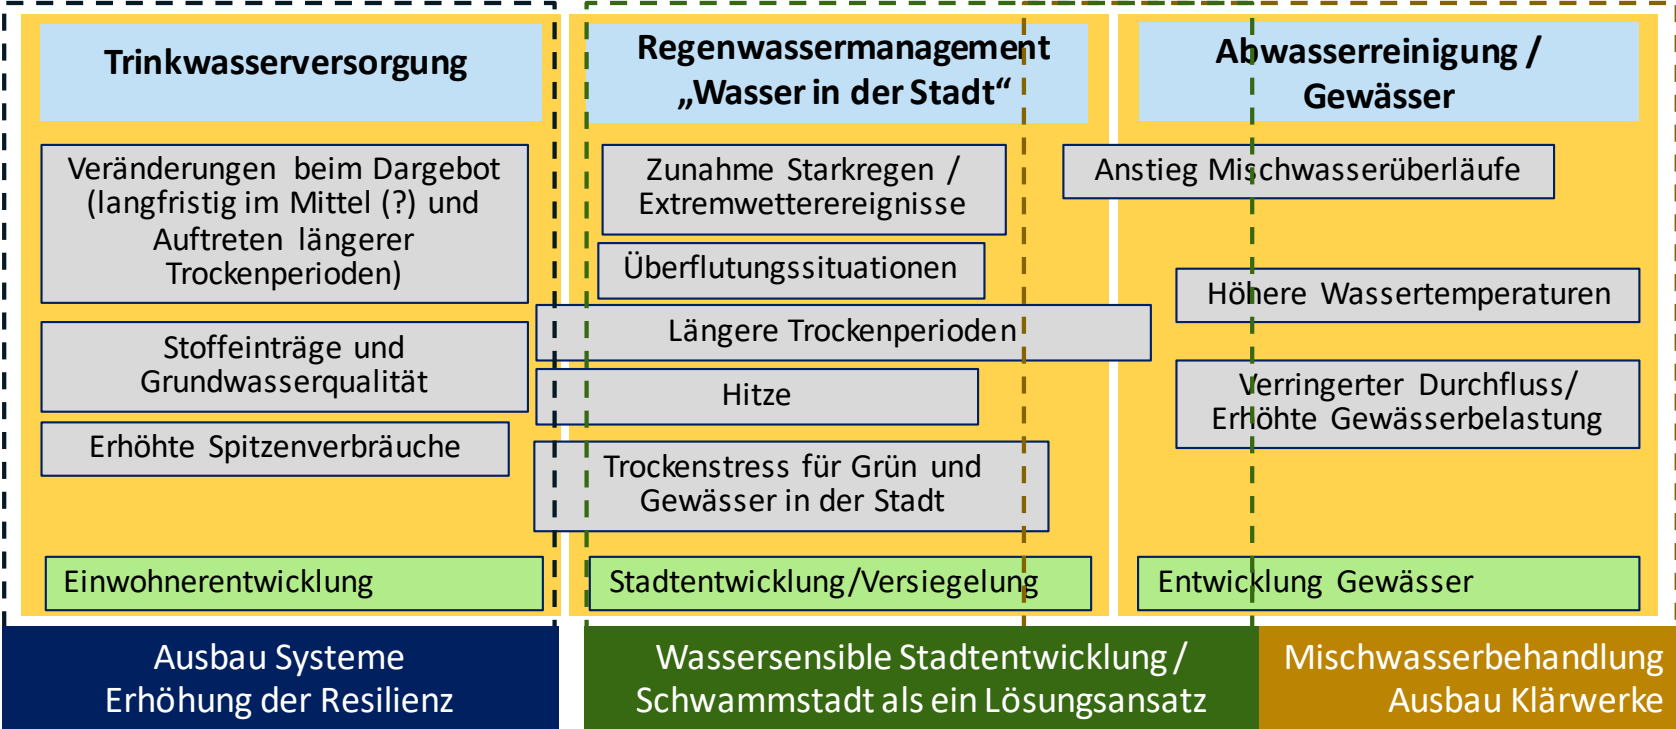 Trinkwasserversorgung
Veränderungen beim Dargebot
(langfristig im Mittel (?) und
Auftreten längerer
Trockenperioden)
Stoffeinträge und
Grundwasserqualität
Erhöhte Spitzenverbräuche
Einwohnerentwicklung
Ausbau Systeme
Erhöhung der Resilienz
Regenwassermanagement
„Wasser in der Stadt“
Zunahme Starkregen /
Extremwetterereignisse
Überflutungssituationen
Längere Trockenperioden
Hitze
Trockenstress für Grün und
Gewässer in der Stadt
Stadtentwicklung/Versiegelung
Wassersensible Stadtentwicklung/
Schwammstadt als ein Lösungsansatz
Abwasserreinigung /
Gewässer
Anstieg Mischwasserüberläufe
Höhere Wassertemperaturen
Verringerter Durchfluss/
Erhöhte Gewässerbelastung
Entwicklung Gewässer
Mischwasserbehandlung
Ausbau Klärwerke